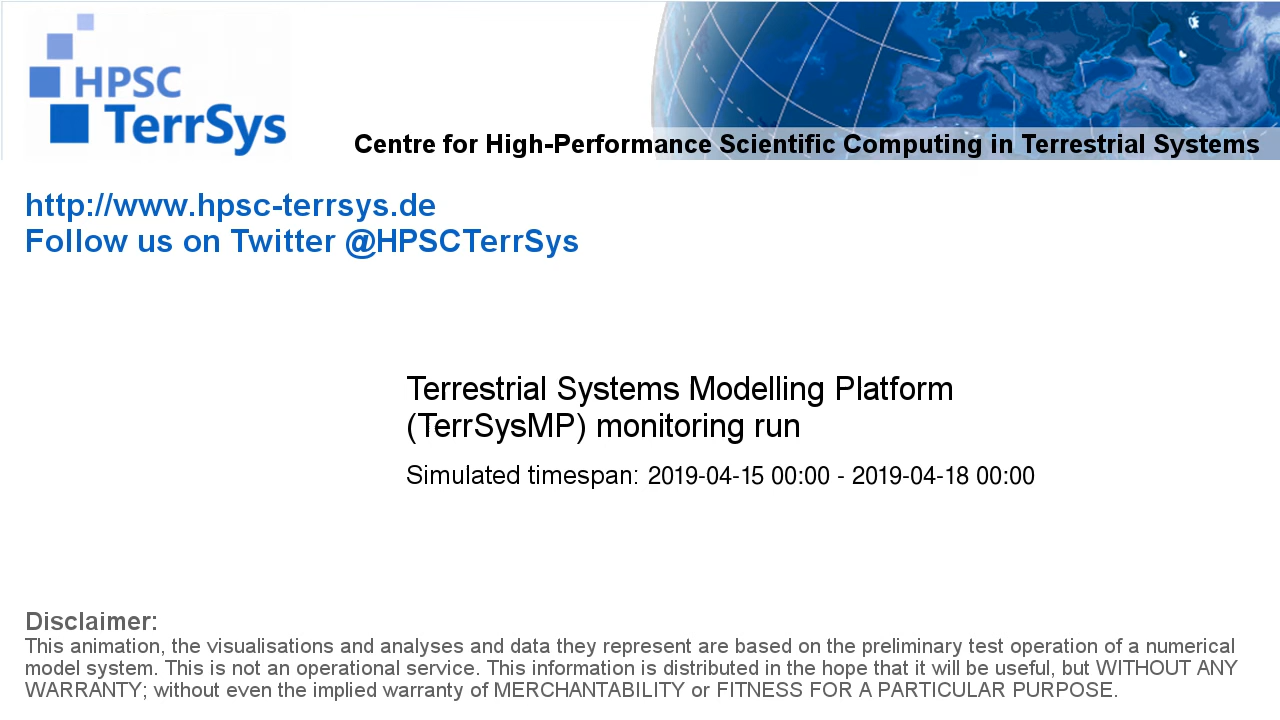 HPSC
TerrSys
Centre for High-Performance Scientific Computing in Terrestrial Systems
http://www.hpsc-terrsys.de
Follow us on Twitter @HPSCTerrSys
Terrestrial Systems Modelling Platform
(TerrSysMP) monitoring run
Simulated timespan: 2019-04-15 00:00 - 2019-04-18 00:00
Disclaimer:
This animation, the visualisations and analyses and data they represent are based on the preliminary test operation of a numerical
model system. This is not an operational service. This information is distributed in the hope that it will be useful, but WITHOUT ANY
WARRANTY; without even the implied warranty of MERCHANTABILITY or FITNESS FOR A PARTICULAR PURPOSE.